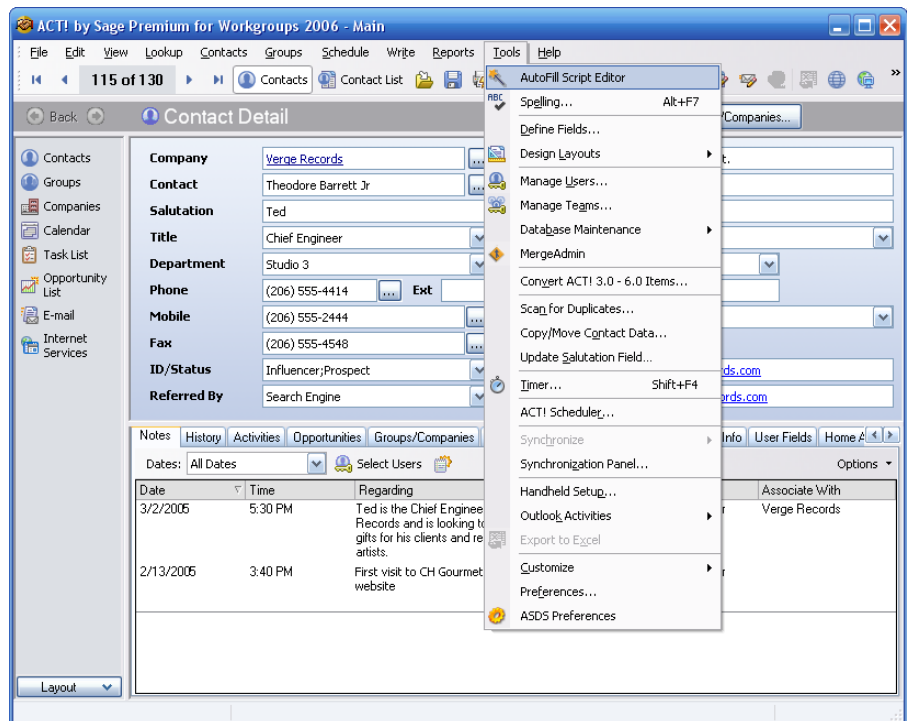 ACT! by Sage Premium for Workgroups 2006 - Main
File Edit View Lookup Contacts Groups Schedule Write Reports Tools Help
115 of 130 Contacts Contact List »
Back Contact Detail /Companies...
Contacts
Groups
Companies
Calendar
Task List
Opportunity
List
E-mail
Internet
Services
Layout
Company Verge Records ... t.
Contact Theodore Barrett Jr ...
Salutation Ted
Title Chief Engineer
Department Studio 3
Phone (206) 555-4414 ... Ext
Mobile (206) 555-2444 ...
Fax (206) 555-4548 ...
ID/Status Influencer;Prospect ds.com
Referred By Search Engine ords.com
AutoFill Script Editor
ABC Spelling... Alt+F7
Define Fields...
Design Layouts
Manage Users...
Manage Teams...
Database Maintenance
MergeAdmin
Convert ACT! 3.0 - 6.0 Items...
Scan for Duplicates...
Copy/Move Contact Data...
Update Salutation Field...
Timer... Shift+F4
ACT! Scheduler...
Synchronize
Synchronization Panel...
Handheld Setup...
Outlook Activities
Export to Excel
Customize
Preferences...
ASDS Preferences
Notes History Activities Opportunities Groups/Companies Info User Fields Home A
Dates: All Dates Select Users Options
Date Time Regarding Associate With
3/2/2005 5:30 PM Ted is the Chief Enginee r Verge Records
Records and is looking to
gifts for his clients and re
artists.
2/13/2005 3:40 PM First visit to CH Gourmet r
website